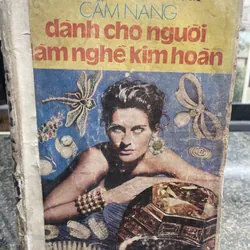 CẨM NANG
dành cho người
làm nghề kim hoàn